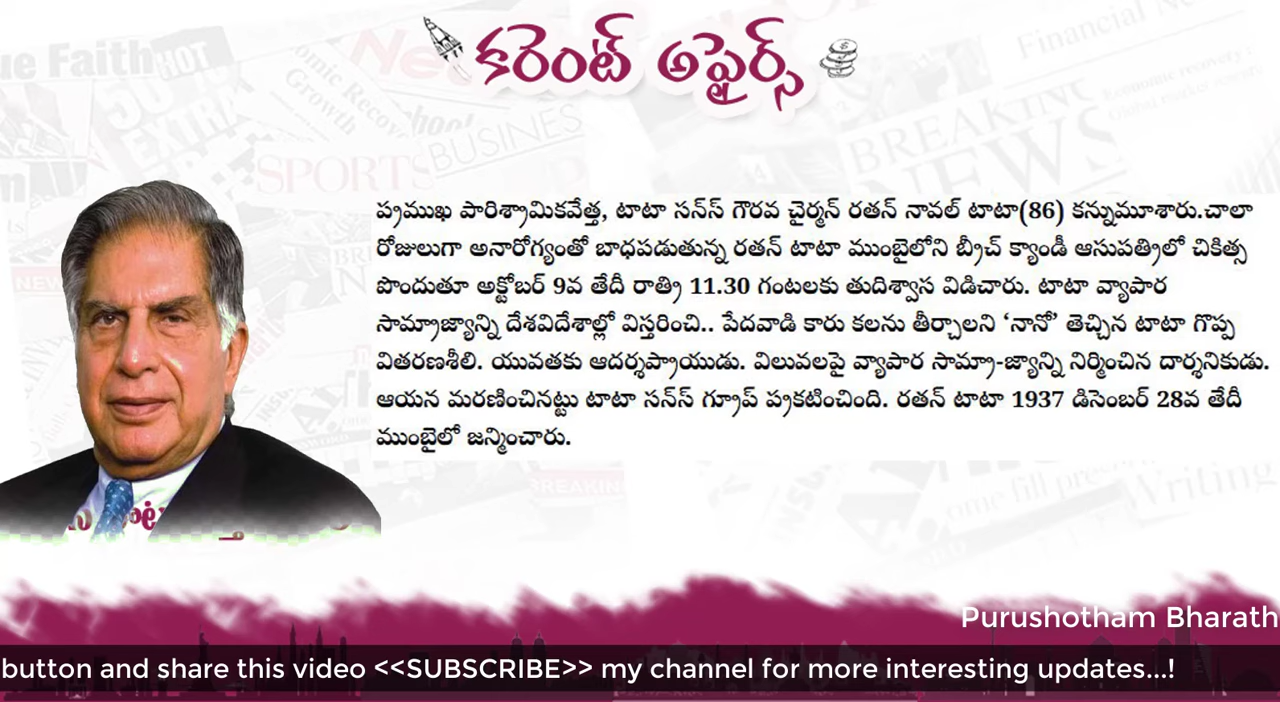 కరెంట్ అఫైర్స్
ప్రముఖ పారిశ్రామికవేత్త, టాటా సన్‌స్ గౌరవ చైర్మన్ రతన్ నావల్ టాటా(86) కన్నుమూశారు.చాలా
రోజులుగా అనారోగ్యంతో బాధపడుతున్న రతన్ టాటా ముంబైలోని బ్రీచ్ క్యాండీ ఆసుపత్రిలో చికిత్స
పొందుతూ అక్టోబర్ 9వ తేదీ రాత్రి 11.30 గంటలకు తుదిశ్వాస విడిచారు. టాటా వ్యాపార
సామ్రాజ్యాన్ని దేశవిదేశాల్లో విస్తరించి.. పేదవాడి కారు కలను తీర్చాలని ‘నానో’ తెచ్చిన టాటా గొప్ప
వితరణశీలి. యువతకు ఆదర్శప్రాయుడు. విలువలపై వ్యాపార సామ్రా-జ్యాన్ని నిర్మించిన దార్శనికుడు.
ఆయన మరణించినట్టు టాటా సన్‌స్ గ్రూప్ ప్రకటించింది. రతన్ టాటా 1937 డిసెంబర్ 28వ తేదీ
ముంబైలో జన్మించారు.
Purushotham Bharath
button and share this video <<SUBSCRIBE>> my channel for more interesting updates...!